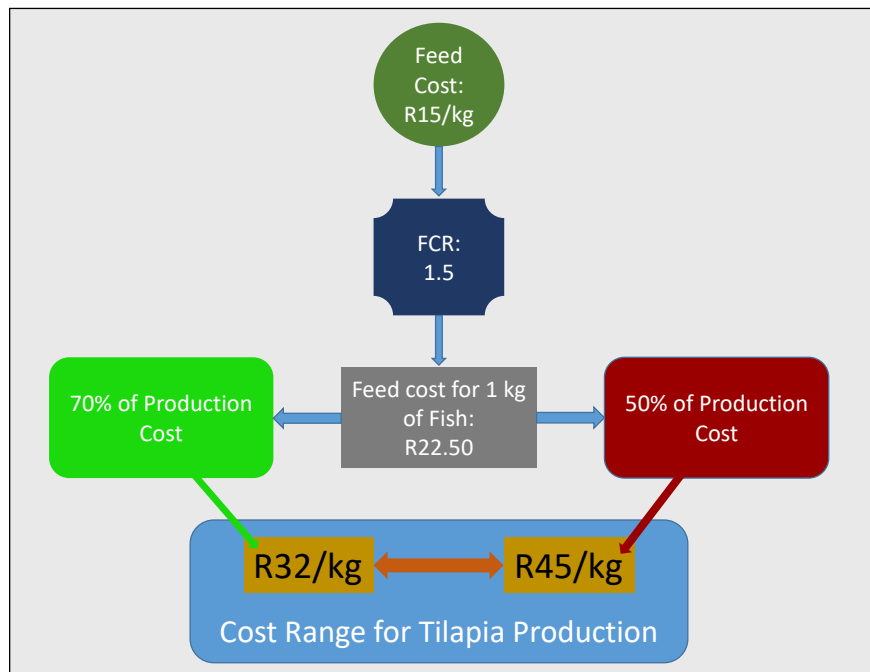 Feed
Cost:
R15/kg
FCR:
1.5
70% of Production
Cost
Feed cost for 1 kg
of Fish:
R22.50
50% of Production
Cost
R32/kg
R45/kg
Cost Range for Tilapia Production